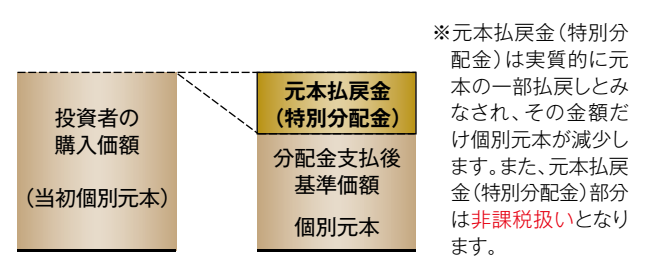 投資者の
購入価額
(当初個別元本)
元本払戻金
(特別分配金)
分配金支払後
基準価額
個別元本
※元本払戻金(特別分
配金)は実質的に元
本の一部払戻しとみ
なされ、その金額だ
け個別元本が減少し
ます。また、元本払戻
金(特別分配金)部分
は非課税扱いとなり
ます。